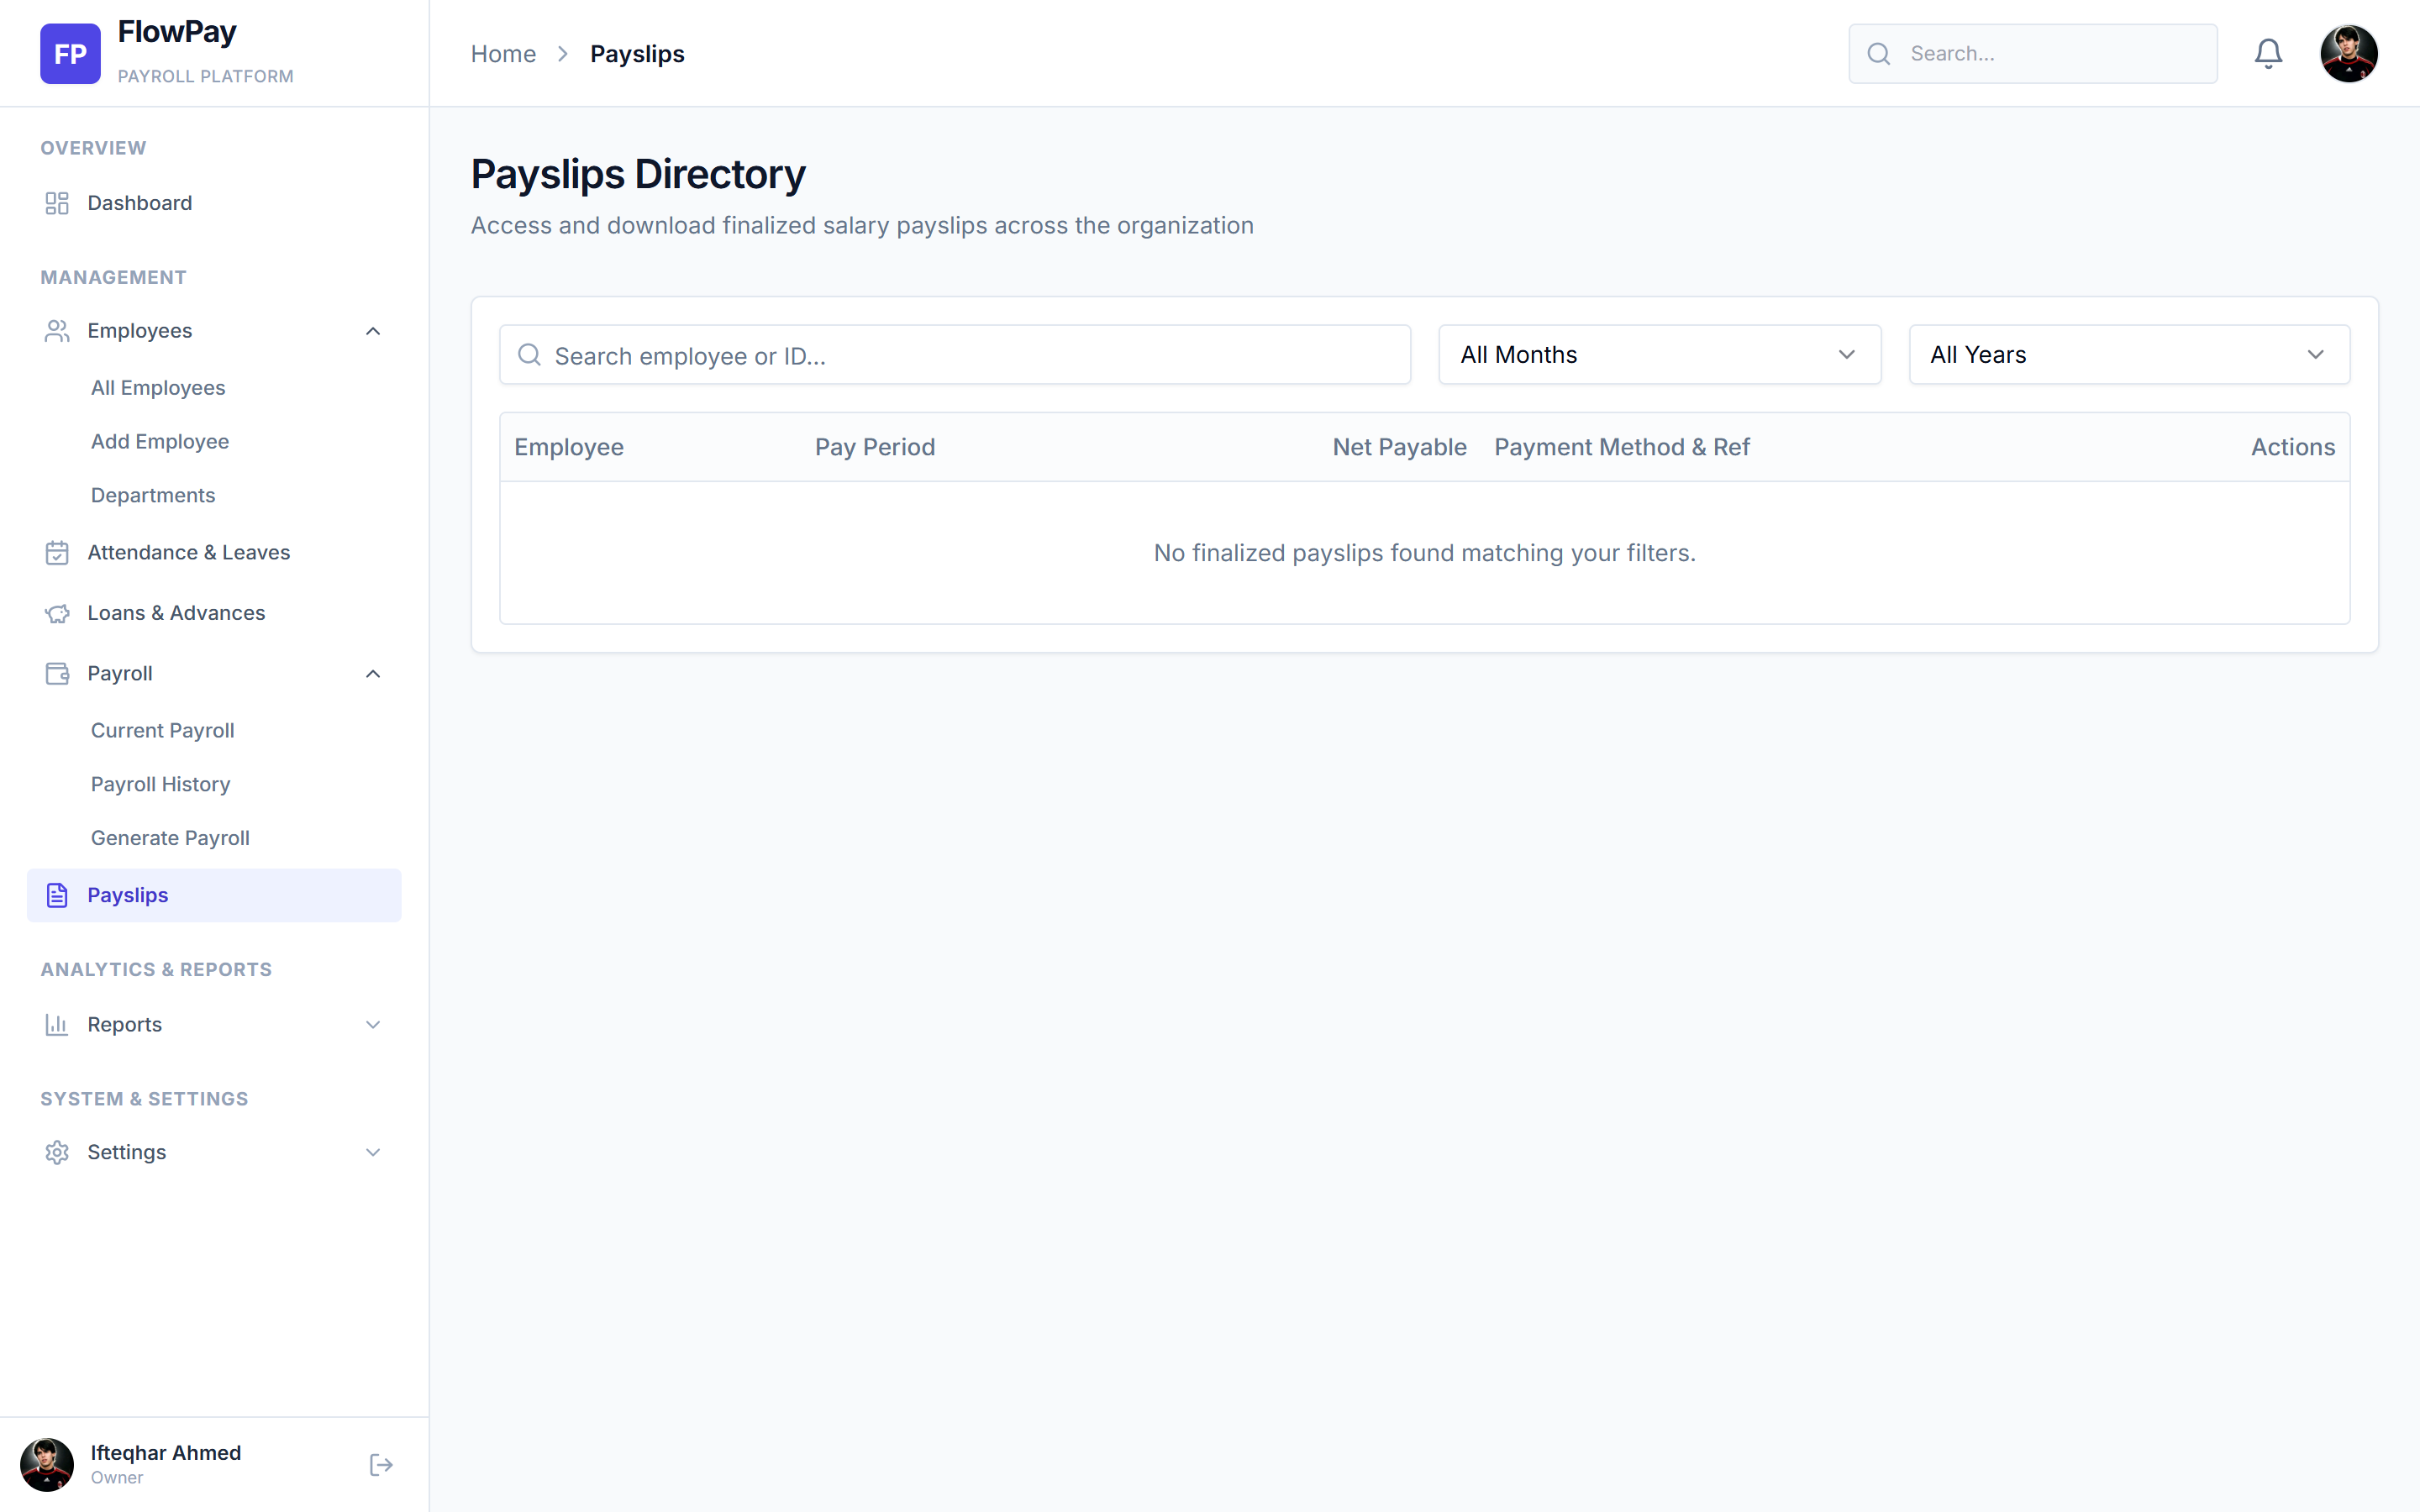 FP
FlowPay
PAYROLL PLATFORM
Home > Payslips
Search...
OVERVIEW
Dashboard
MANAGEMENT
Employees
All Employees
Add Employee
Departments
Attendance & Leaves
Loans & Advances
Payroll
Current Payroll
Payroll History
Generate Payroll
Payslips
ANALYTICS & REPORTS
Reports
SYSTEM & SETTINGS
Settings
Ifteqhar Ahmed
Owner
Payslips Directory
Access and download finalized salary payslips across the organization
Search employee or ID...
All Months
All Years
Employee Pay Period Net Payable Payment Method & Ref Actions
No finalized payslips found matching your filters.